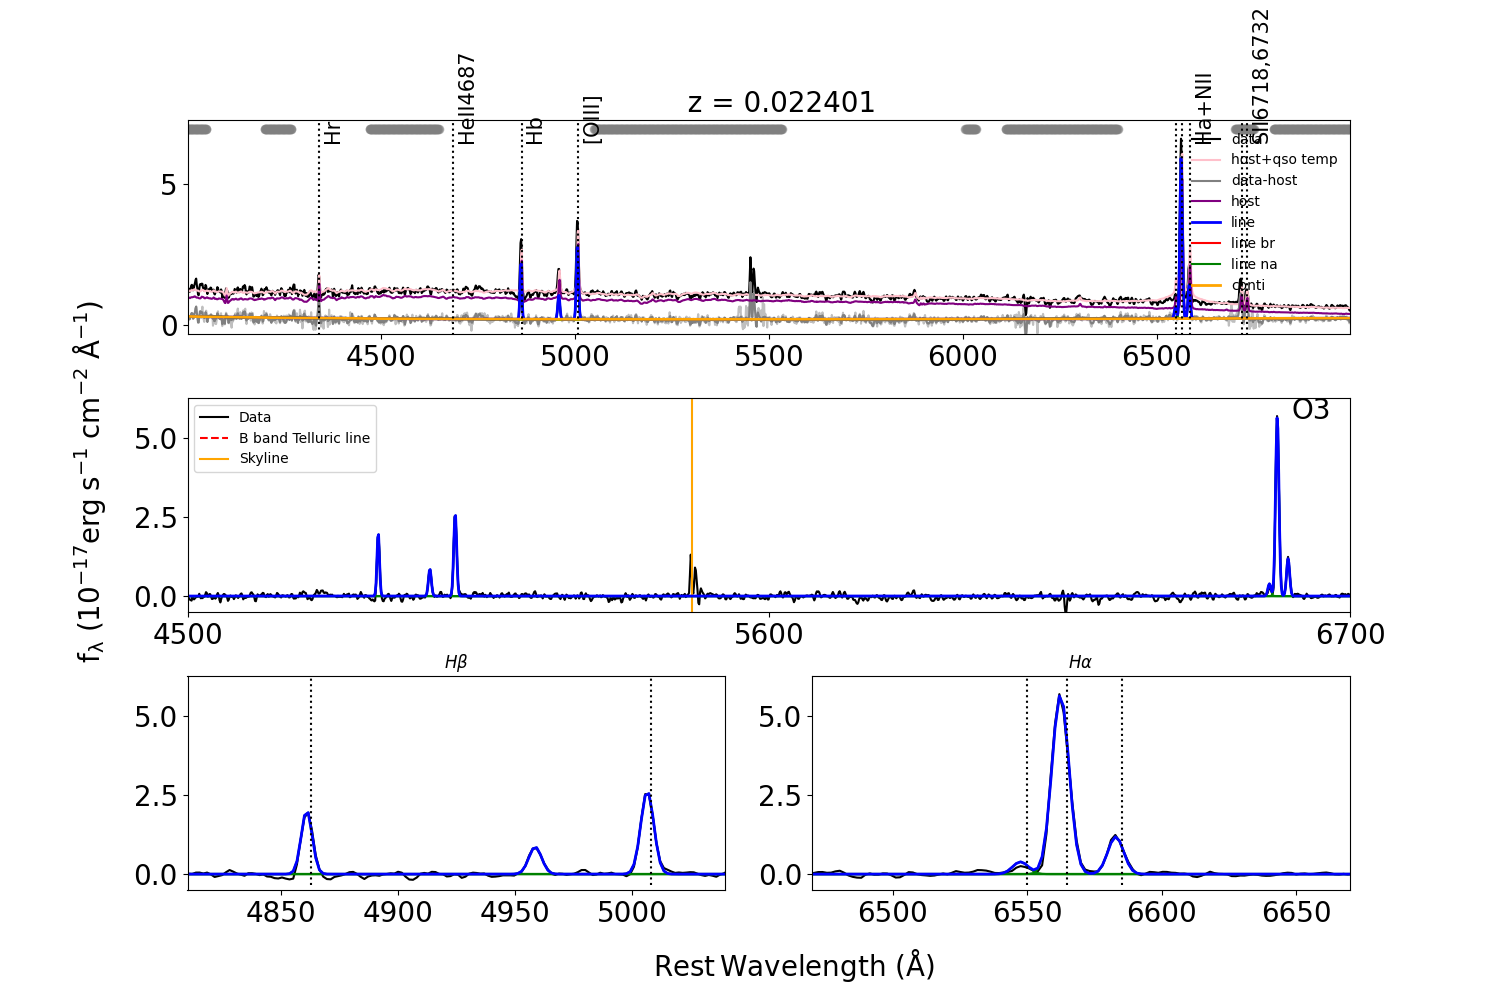 z = 0.022401
Hr
HeII4687
Hb
[OIII]
Ha+NII
SII6718,6732
data
host+qso temp
data-host
host
line
line br
line na
conti
5
0
4500
5000
5500
6000
6500
fλ (10⁻¹⁷erg s⁻¹ cm⁻² Å⁻¹)
Data
B band Telluric line
Skyline
O3
5.0
2.5
0.0
4500
5600
6700
Hβ
5.0
2.5
0.0
4850
4900
4950
5000
Hα
5.0
2.5
0.0
6500
6550
6600
6650
Rest Wavelength (Å)